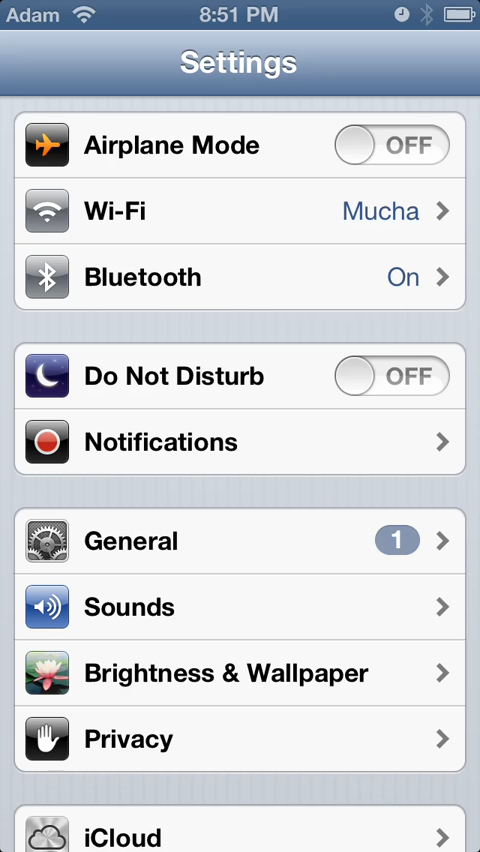 Adam 8:51 PM
Settings
Airplane Mode OFF
Wi-Fi Mucha
Bluetooth On
Do Not Disturb OFF
Notifications
General 1
Sounds
Brightness & Wallpaper
Privacy
iCloud